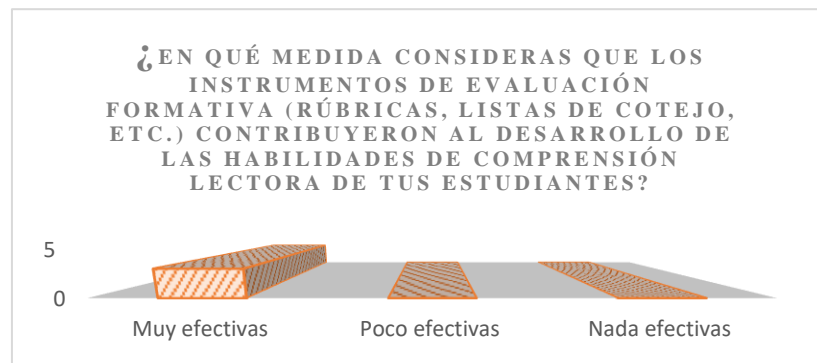 ¿EN QUÉ MEDIDA CONSIDERAS QUE LOS
INSTRUMENTOS DE EVALUACIÓN
FORMATIVA (RÚBRICAS, LISTAS DE COTEJO,
ETC.) CONTRIBUYERON AL DESARROLLO DE
LAS HABILIDADES DE COMPRENSIÓN
LECTORA DE TUS ESTUDIANTES?
5
0
Muy efectivas Poco efectivas Nada efectivas